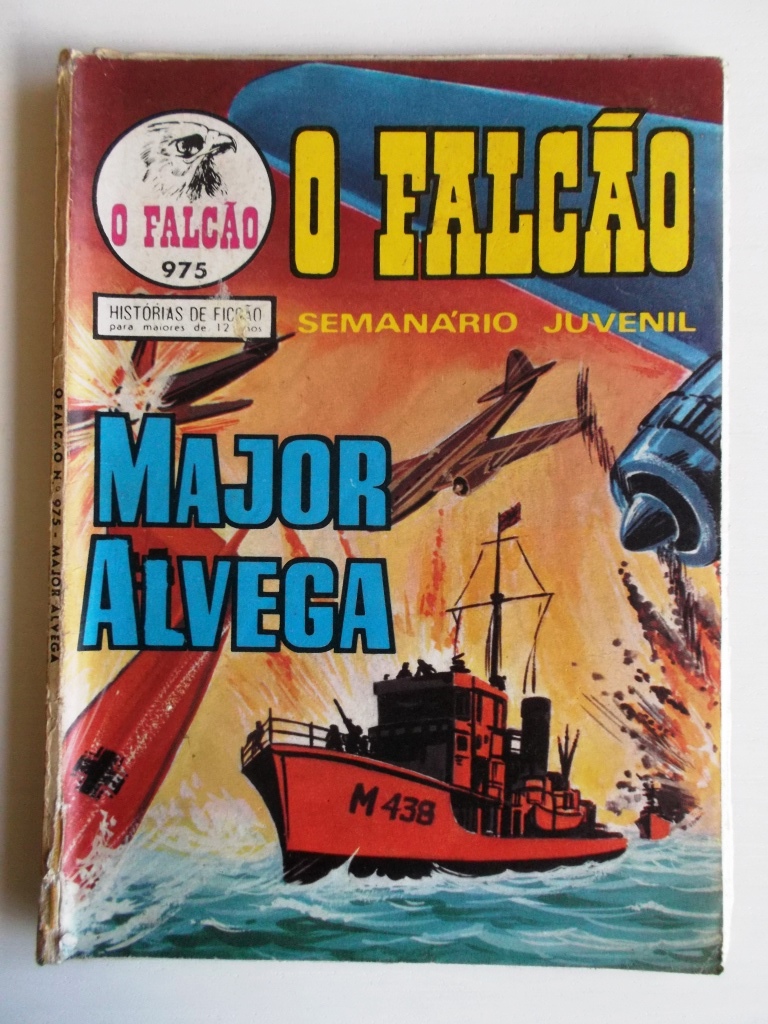 O FALCÃO
975
HISTÓRIAS DE FICÇÃO
para maiores de 12 anos
O FALCÃO
SEMANÁRIO JUVENIL
MAJOR
ALVEGA
M 438
O FALCÃO N.º 975 - MAJOR ALVEGA